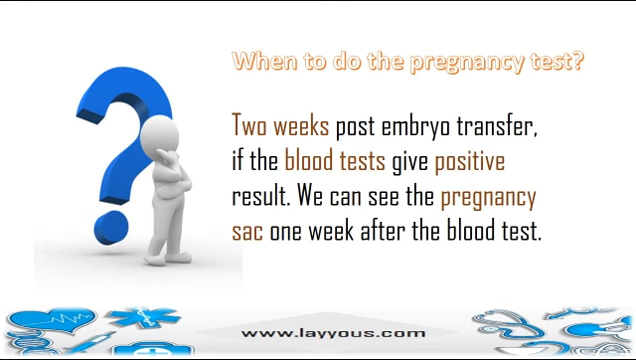 When to do the pregnancy test?
Two weeks post embryo transfer,
if the blood tests give positive
result. We can see the pregnancy
sac one week after the blood test.
www.layyous.com